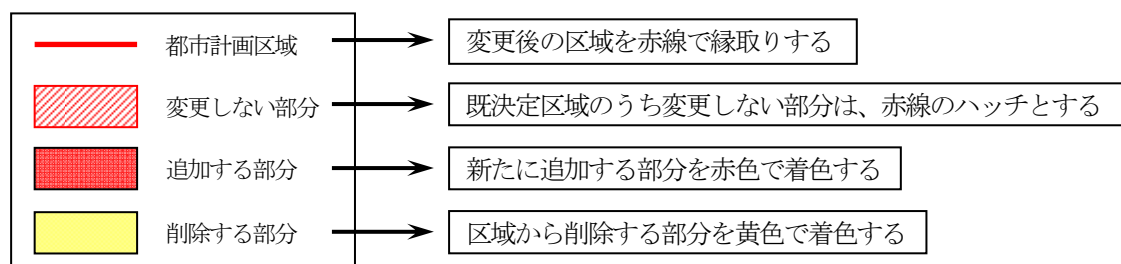 都市計画区域
変更後の区域を赤線で縁取りする
変更しない部分
既決定区域のうち変更しない部分は、赤線のハッチとする
追加する部分
新たに追加する部分を赤色で着色する
削除する部分
区域から削除する部分を黄色で着色する